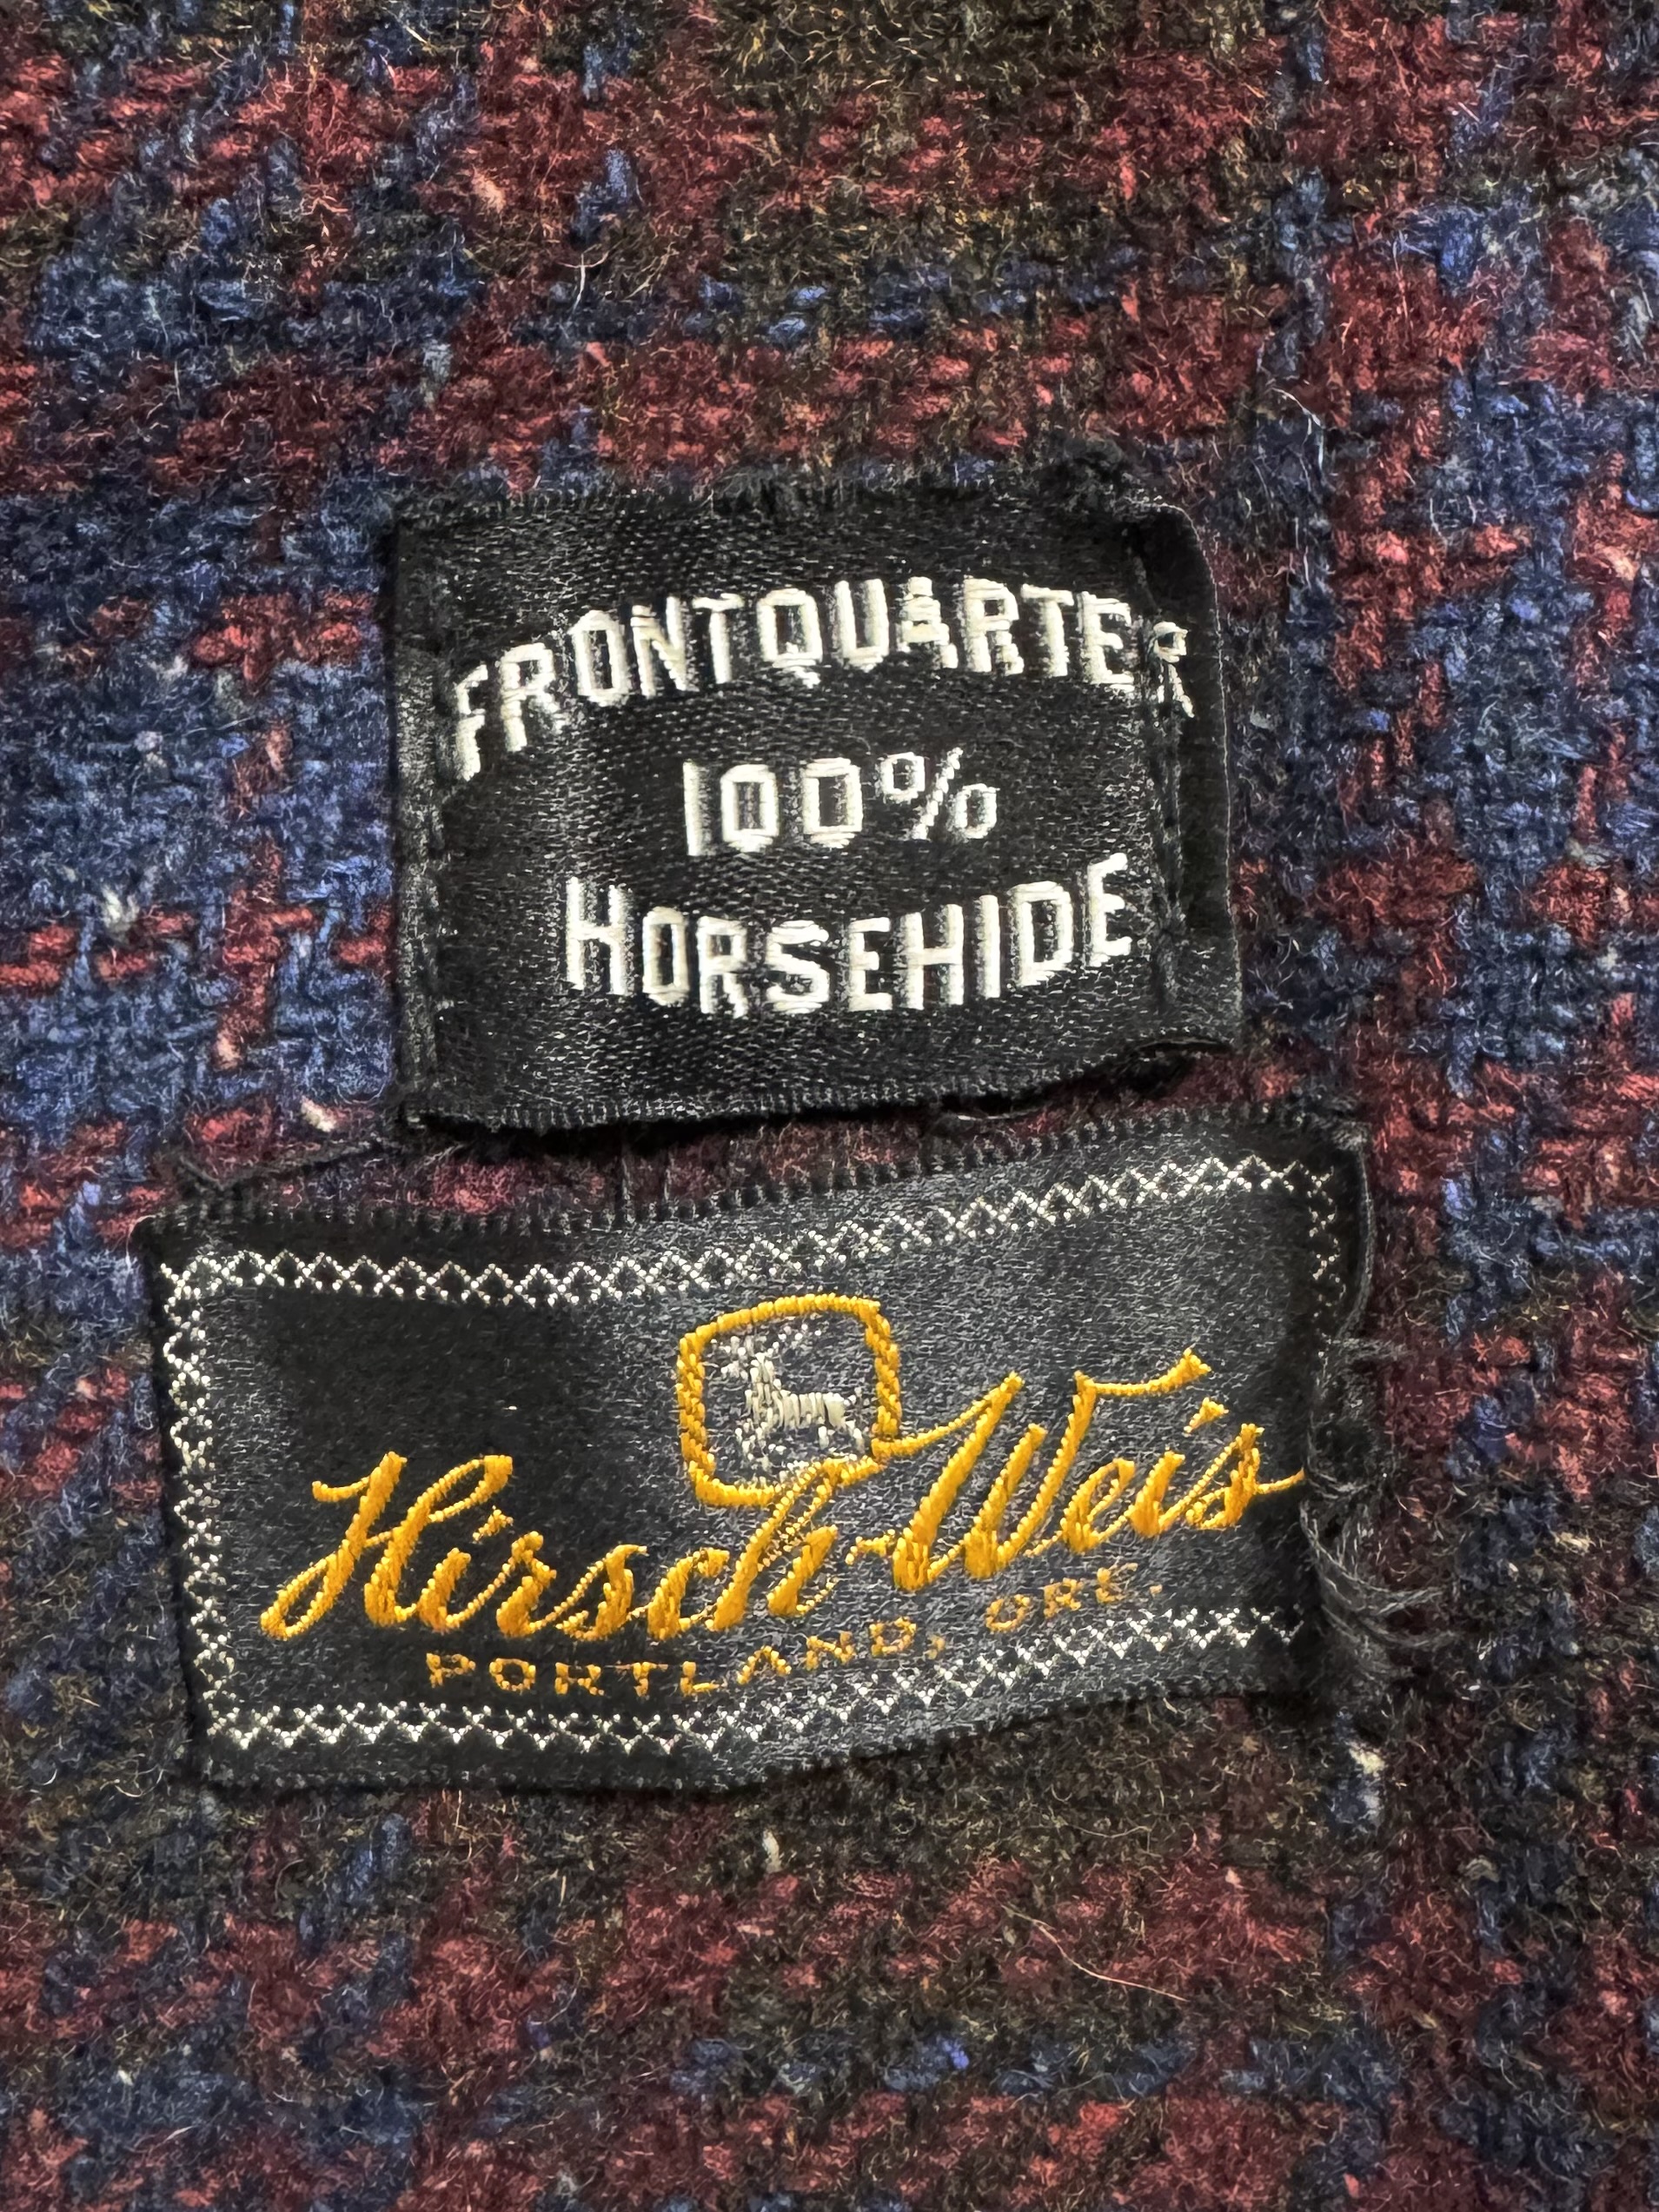 FRONTQUARTER
100%
HORSEHIDE
Hirsch-Weis
PORTLAND, ORE.